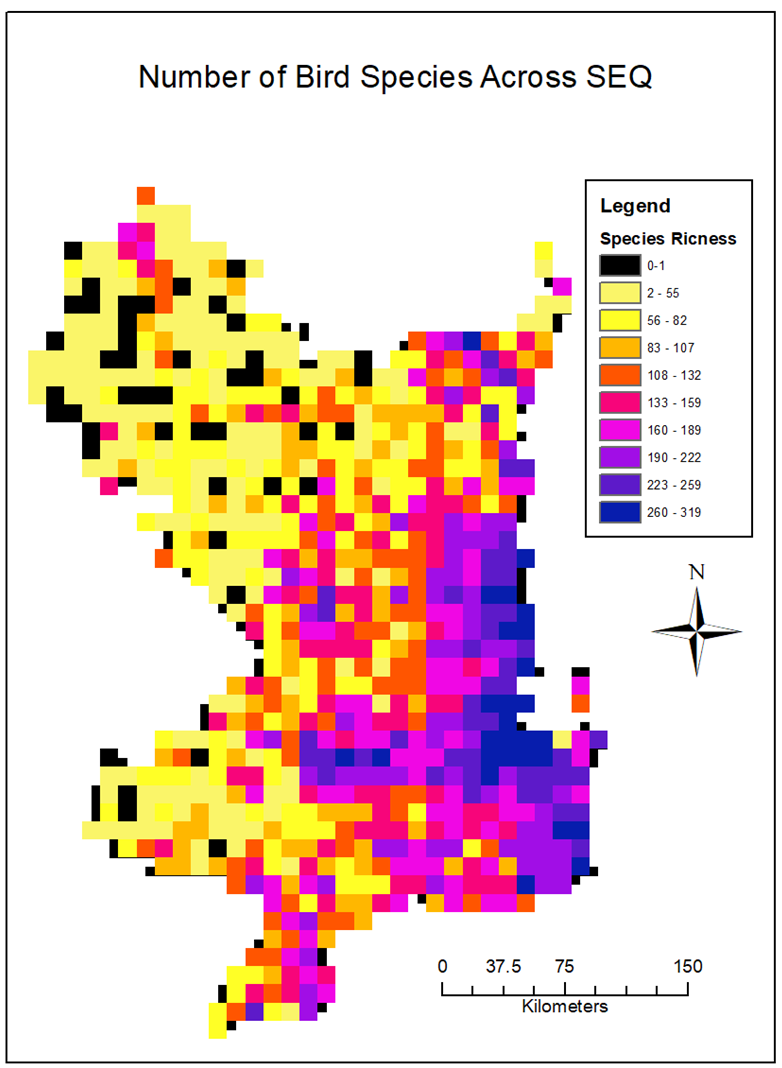 Number of Bird Species Across SEQ
Legend
Species Ricness
0-1
2 - 55
56 - 82
83 - 107
108 - 132
133 - 159
160 - 189
190 - 222
223 - 259
260 - 319
N
0 37.5 75 150
Kilometers